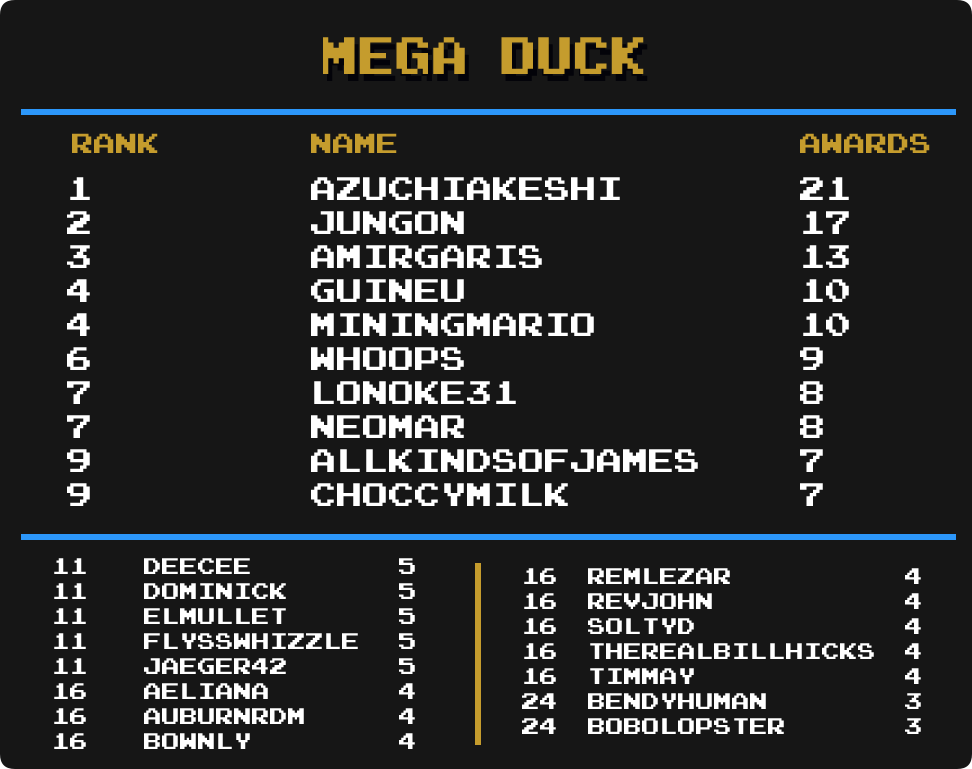 MEGA DUCK
RANK NAME AWARDS
1 AZUCHIAKESHI 21
2 JUNGON 17
3 AMIRGARIS 13
4 GUINEU 10
4 MININGMARIO 10
6 WHOOPS 9
7 LONOKE31 8
7 NEOMAR 8
9 ALLKINDSOFJAMES 7
9 CHOCCYMILK 7
11 DEECEE 5
11 DOMINICK 5
11 ELMULLET 5
11 FLYSSWHIZZLE 5
11 JAEGER42 5
16 AELIANA 4
16 AUBURNRDM 4
16 BOWNLY 4
16 REMLEZAR 4
16 REVJOHN 4
16 SOLTYD 4
16 THEREALBILLHICKS 4
16 TIMMAY 4
24 BENDYHUMAN 3
24 BOBOLOPSTER 3